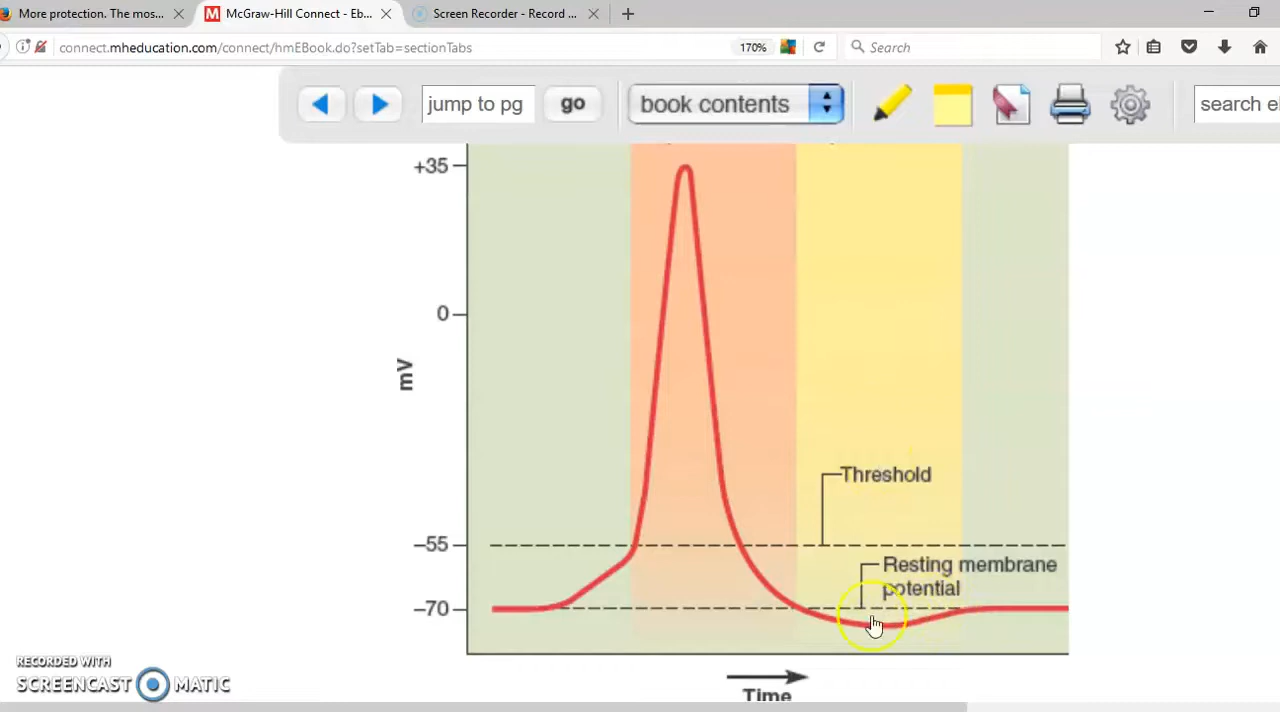 More protection. The mos...
McGraw-Hill Connect - Eb...
Screen Recorder - Record ...
connect.mheducation.com/connect/hmEBook.do?setTab=sectionTabs
170%
Search
jump to pg
go
book contents
search el
+35
0
mV
Threshold
-55
Resting membrane
potential
-70
Time
RECORDED WITH
SCREENCAST MATIC